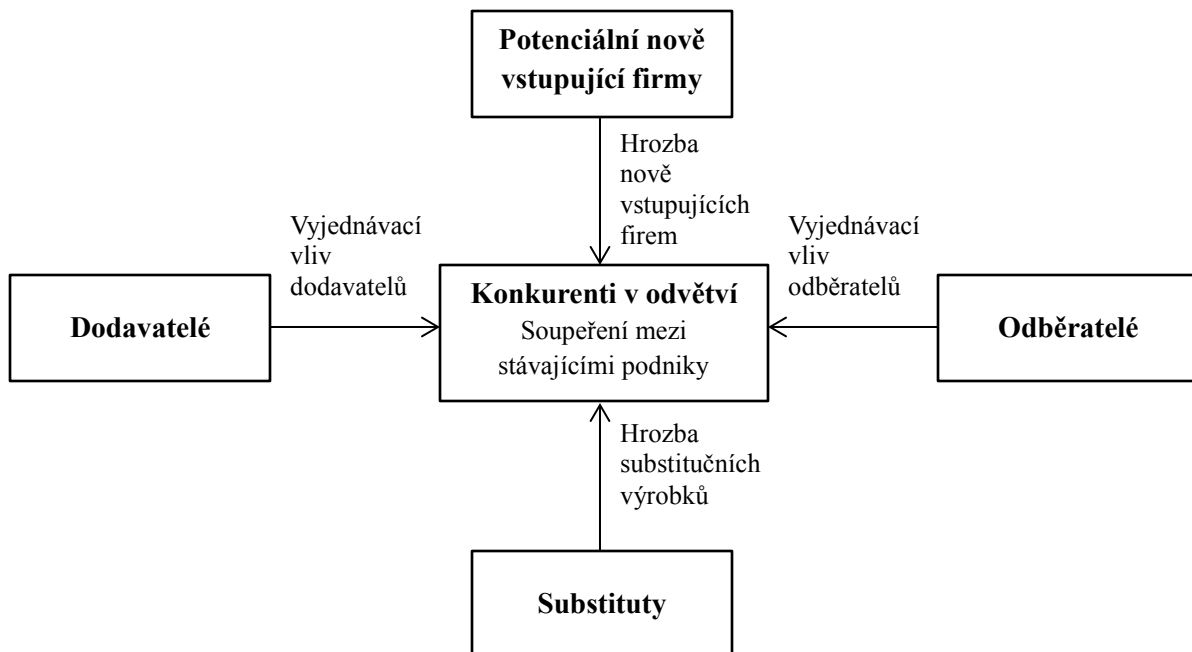 Potenciální nově
vstupující firmy
Hrozba
nově
vstupujících
firem
Vyjednávací
vliv
dodavatelů
Vyjednávací
vliv
odběratelů
Dodavatelé
Konkurenti v odvětví
Soupeření mezi
stávajícími podniky
Odběratelé
Hrozba
substitučních
výrobků
Substituty